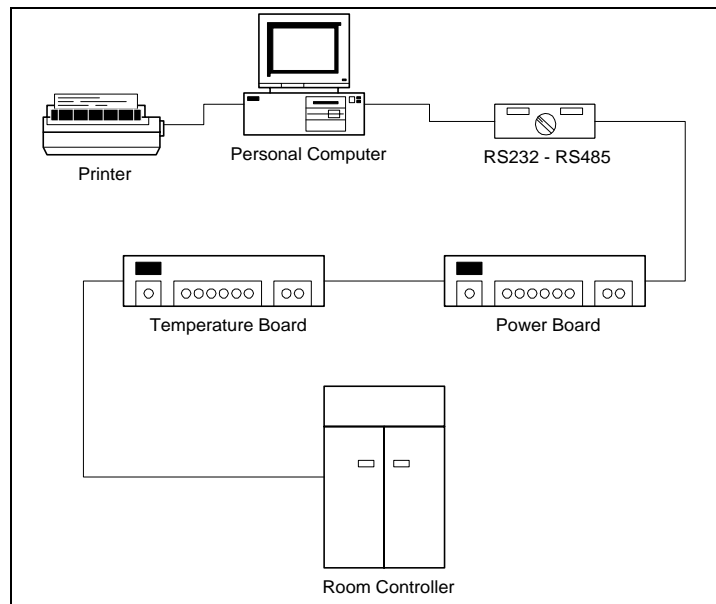 Personal Computer
RS232 - RS485
Printer
Temperature Board
Power Board
Room Controller